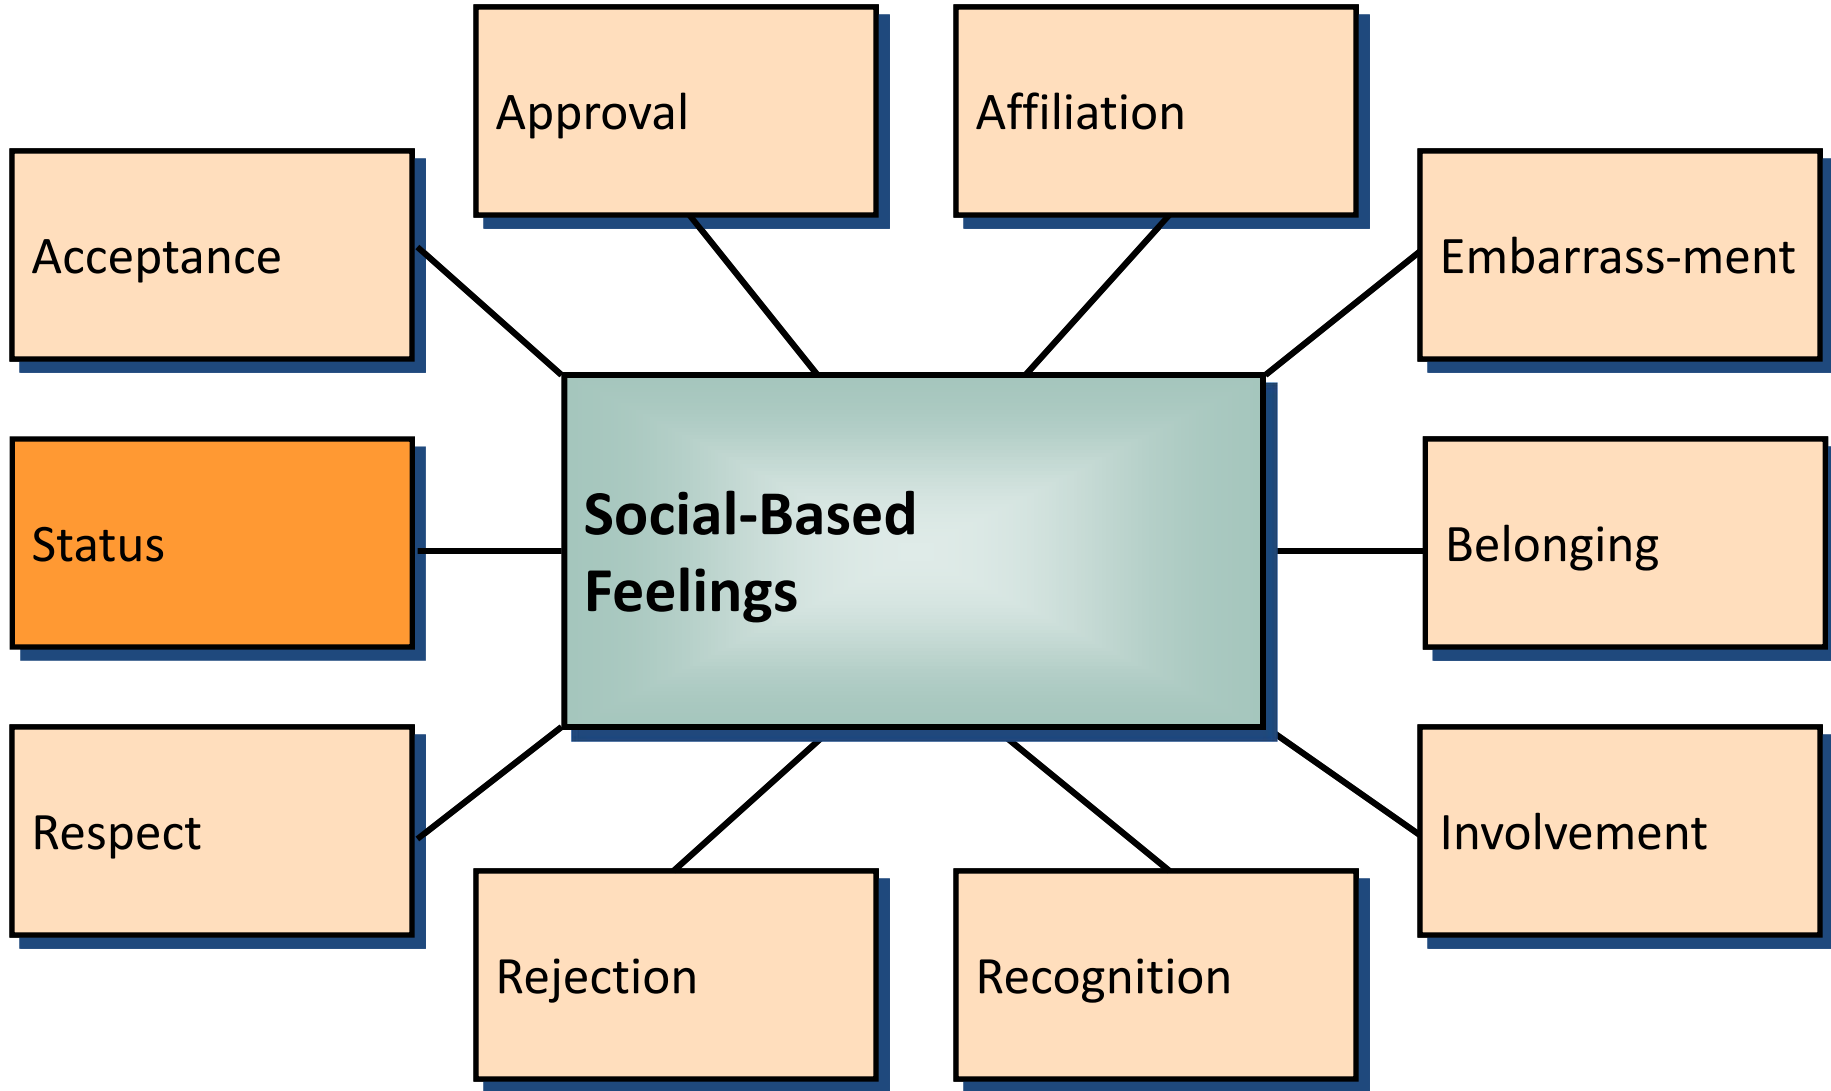 Approval
Affiliation
Acceptance
Embarrass-ment
Status
Social-Based
Feelings
Belonging
Respect
Involvement
Rejection
Recognition